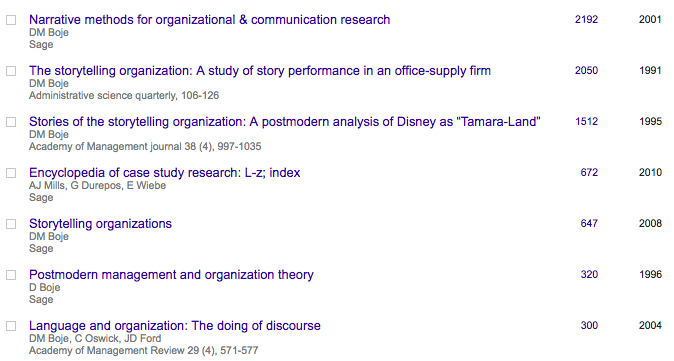 Narrative methods for organizational & communication research 2192 2001
DM Boje
Sage
The storytelling organization: A study of story performance in an office-supply firm 2050 1991
DM Boje
Administrative science quarterly, 106-126
Stories of the storytelling organization: A postmodern analysis of Disney as “Tamara-Land” 1512 1995
DM Boje
Academy of Management journal 38 (4), 997-1035
Encyclopedia of case study research: L-z; index 672 2010
AJ Mills, G Durepos, E Wiebe
Sage
Storytelling organizations 647 2008
DM Boje
Sage
Postmodern management and organization theory 320 1996
D Boje
Sage
Language and organization: The doing of discourse 300 2004
DM Boje, C Oswick, JD Ford
Academy of Management Review 29 (4), 571-577